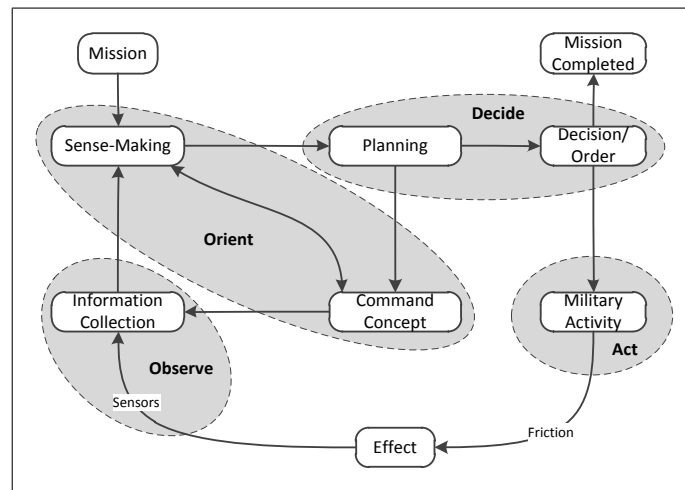 Mission
Mission
Completed
Decide
Sense-Making
Planning
Decision/
Order
Orient
Information
Collection
Command
Concept
Military
Activity
Observe
Act
Sensors
Friction
Effect